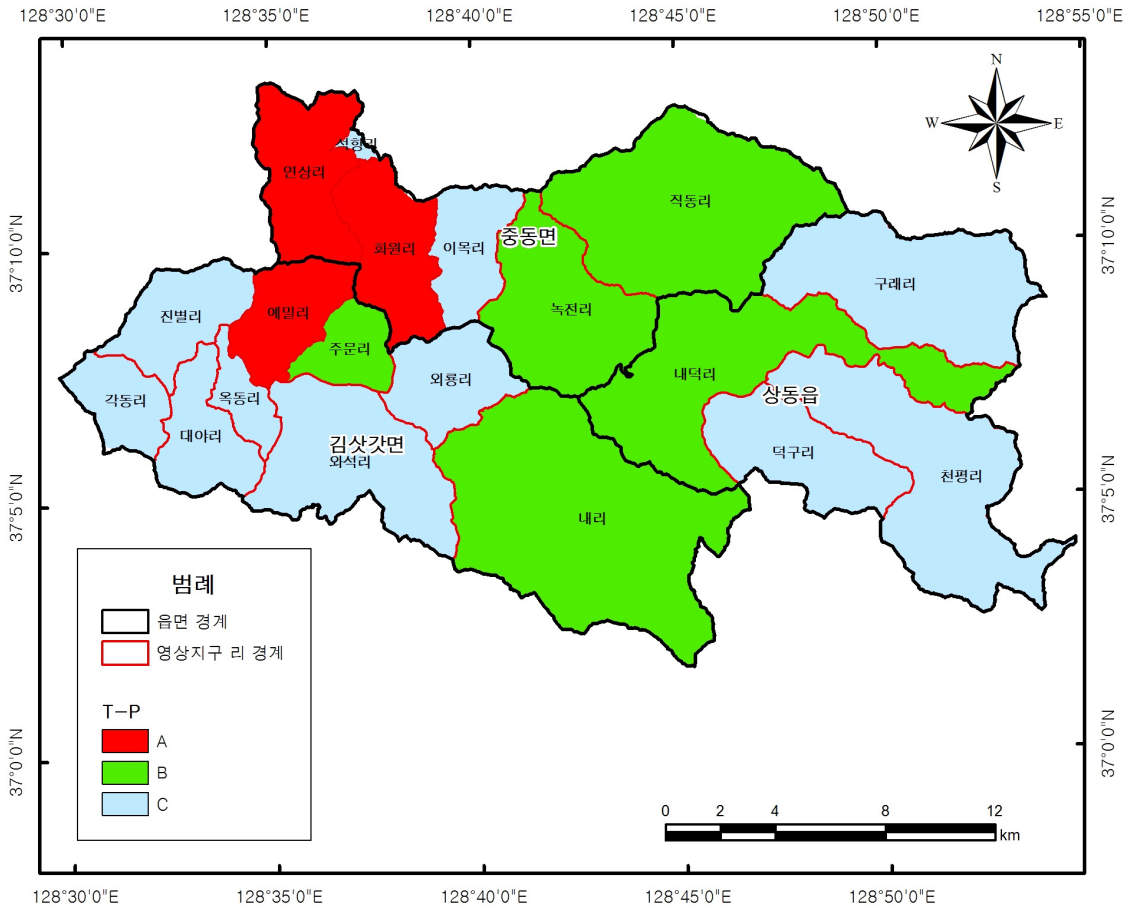 128°30'0"E 128°35'0"E 128°40'0"E 128°45'0"E 128°50'0"E 128°55'0"E
N
W E
S
석항리
연상리
직동리
37°10'0"N 37°10'0"N
중동면
화원리 이목리
구래리
예밀리 녹전리
진별리
주문리
내덕리
외룡리
상동읍
각동리 옥동리
대야리
김삿갓면
덕구리
와석리
천평리
37°5'0"N 37°5'0"N
내리
범례
읍면 경계
영상지구 리 경계
T-P
A
B
C
37°0'0"N 37°0'0"N
0 2 4 8 12
km
128°30'0"E 128°35'0"E 128°40'0"E 128°45'0"E 128°50'0"E